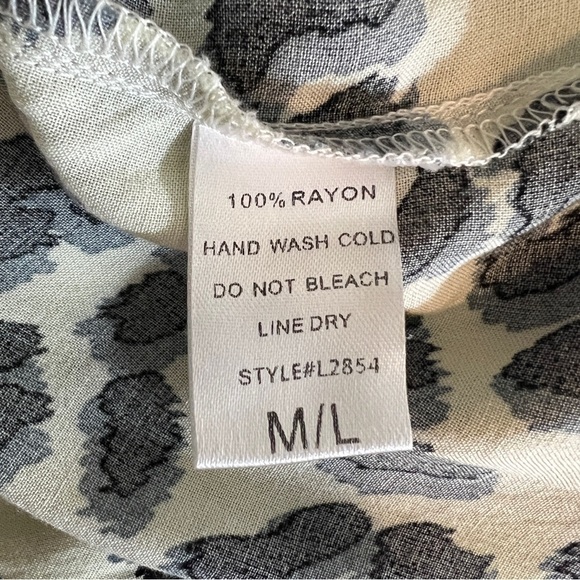 100% RAYON
HAND WASH COLD
DO NOT BLEACH
LINE DRY
STYLE#L2854
M/L